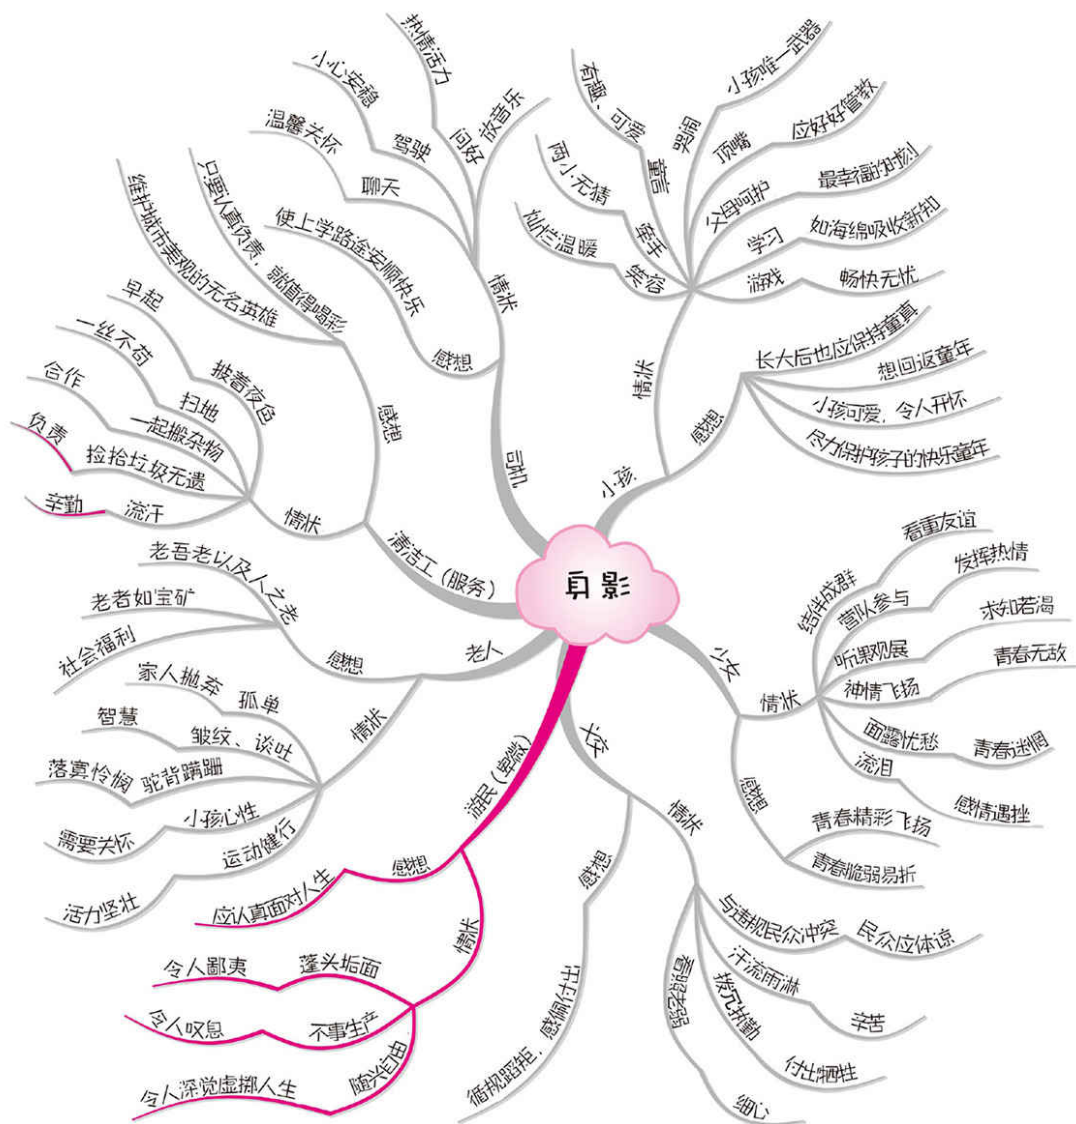 身影
司机
情状
聊天
温馨关怀
驾驶
小心安稳
问好
热情活力
放音乐
感想
使上学路途安顺快乐
小孩
情状
笑容
灿烂温暖
牵手
两小无猜
童言
有趣、可爱
哭闹
小孩唯一武器
顶嘴
应好好管教
父母呵护
最幸福的时刻
学习
如海绵吸收新知
游戏
畅快无忧
感想
长大后也应保持童真
想回返童年
小孩可爱，令人开怀
尽力保护孩子的快乐童年
少女
情状
结伴成群
看重友谊
营队参与
发挥热情
听课观展
求知若渴
神情飞扬
青春无敌
面露忧愁
青春迷惘
流泪
感情遇挫
感想
青春精彩飞扬
青春脆弱易折
情状
与违规民众冲突
民众应体谅
汗流雨淋
辛苦
拨冗执勤
付出牺牲
看顾老弱
细心
感想
循规蹈矩，感佩付出
游民（卑微）
感想
应认真面对人生
情状
蓬头垢面
令人鄙夷
不事生产
令人叹息
随兴自由
令人深觉虚掷人生
老人
感想
老吾老以及人之老
老者如宝矿
社会福利
情状
孤单
家人抛弃
皱纹、谈吐
智慧
驼背蹒跚
落寞怜悯
小孩心性
需要关怀
运动健行
活力坚壮
清洁工（服务）
感想
只要认真负责，就值得喝彩
维护城市美观的无名英雄
情状
披着夜色
早起
扫地
一丝不苟
一起搬杂物
合作
捡拾垃圾无遗
负责
流汗
辛勤